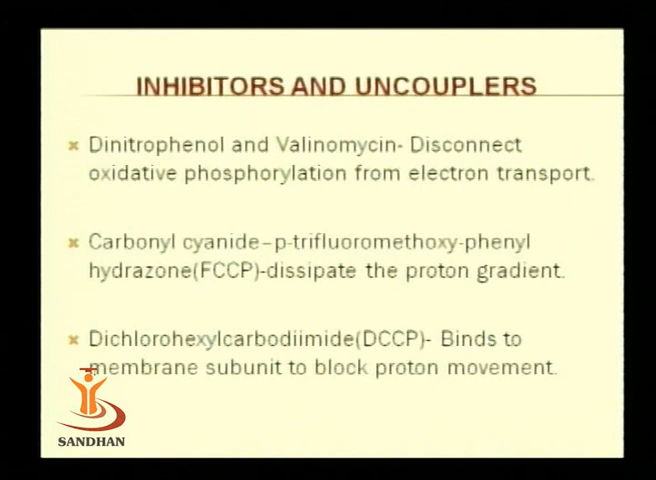 INHIBITORS AND UNCOUPLERS
Dinitrophenol and Valinomycin- Disconnect
oxidative phosphorylation from electron transport.
Carbonyl cyanide–p-trifluoromethoxy-phenyl
hydrazone(FCCP)-dissipate the proton gradient.
Dichlorohexylcarbodiimide(DCCP)- Binds to
membrane subunit to block proton movement.
SANDHAN